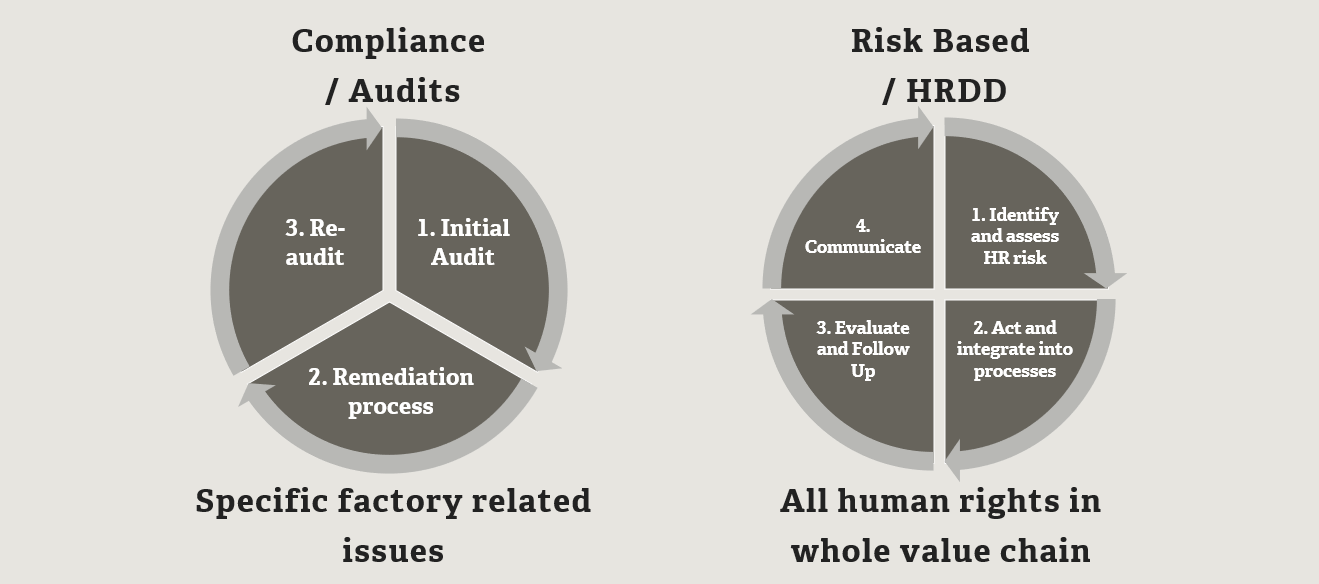 Compliance
/ Audits
3. Re-
audit
1. Initial
Audit
2. Remediation
process
Specific factory related
issues
Risk Based
/ HRDD
4.
Communicate
1. Identify
and assess
HR risk
3. Evaluate
and Follow
Up
2. Act and
integrate into
processes
All human rights in
whole value chain